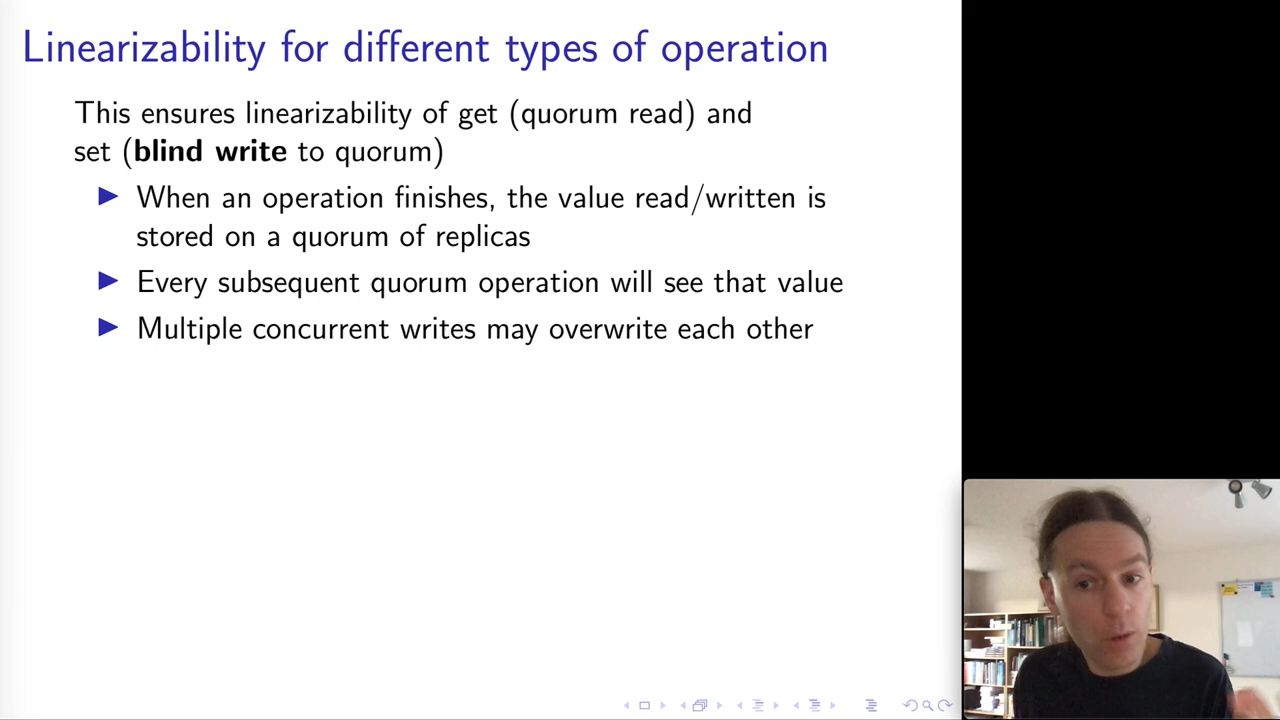 Linearizability for different types of operation
This ensures linearizability of get (quorum read) and
set (blind write to quorum)
When an operation finishes, the value read/written is
stored on a quorum of replicas
Every subsequent quorum operation will see that value
Multiple concurrent writes may overwrite each other